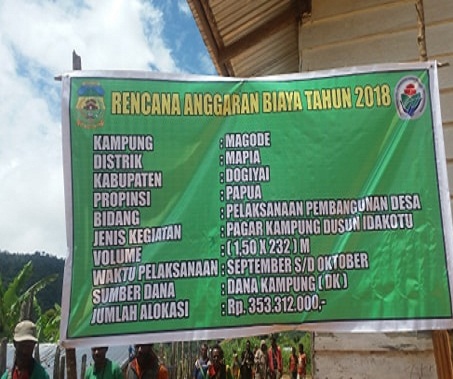 RENCANA ANGGARAN BIAYA TAHUN 2018
KAMPUNG : MAGODE
DISTRIK : MAPIA
KABUPATEN : DOGIYAI
PROPINSI : PAPUA
BIDANG : PELAKSANAAN PEMBANGUNAN DESA
JENIS KEGIATAN : PAGAR KAMPUNG DUSUN IDAKOTU
VOLUME : (1,50 X 232) M
WAKTU PELAKSANAAN : SEPTEMBER S/D OKTOBER
SUMBER DANA : DANA KAMPUNG (DK)
JUMLAH ALOKASI : Rp. 353.312.000,-